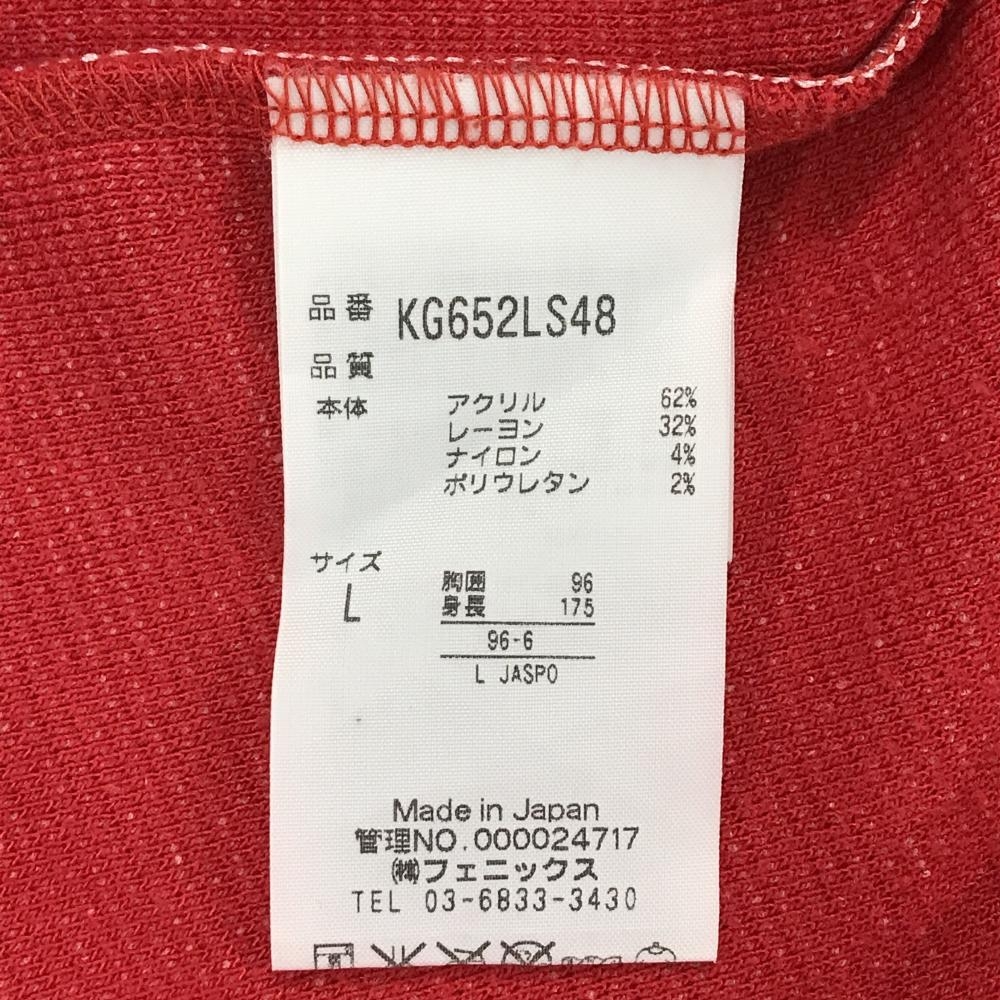 品番 KG652LS48
品質
本体 アクリル 62%
レーヨン 32%
ナイロン 4%
ポリウレタン 2%
サイズ
L
胸囲 96
身長 175
96-6
L JASPO
Made in Japan
管理NO.000024717
㈱フェニックス
TEL 03-6833-3430